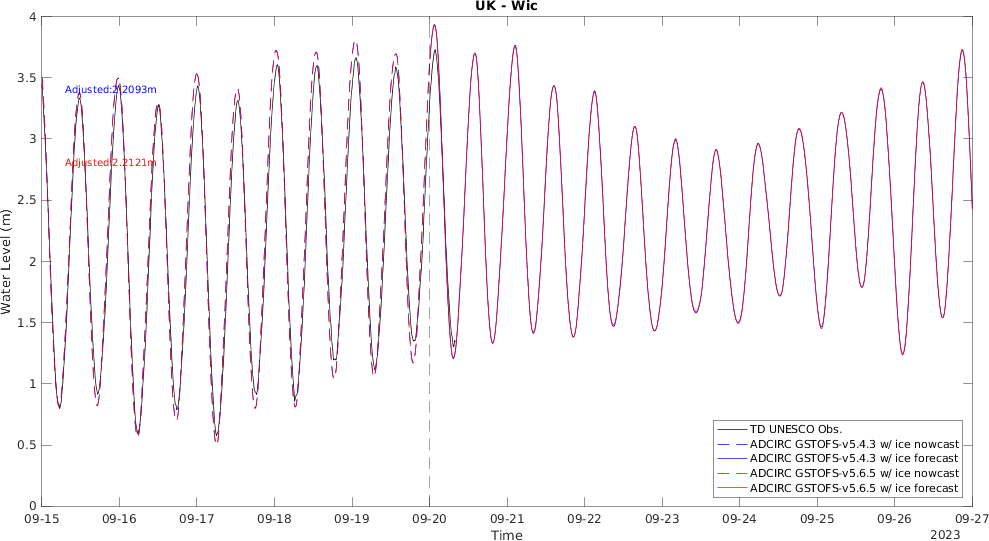 UK - Wic
Water Level (m)
4
3.5
3
2.5
2
1.5
1
0.5
0
Adjusted:2.2093m
Adjusted:2.2121m
TD UNESCO Obs.
ADCIRC GSTOFS-v5.4.3 w/ ice nowcast
ADCIRC GSTOFS-v5.4.3 w/ ice forecast
ADCIRC GSTOFS-v5.6.5 w/ ice nowcast
ADCIRC GSTOFS-v5.6.5 w/ ice forecast
09-15 09-16 09-17 09-18 09-19 09-20 09-21 09-22 09-23 09-24 09-25 09-26 09-27
Time
2023